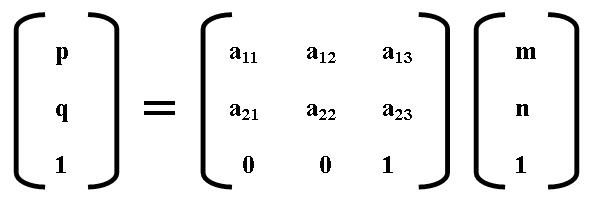 p a₁₁ a₁₂ a₁₃ m
q = a₂₁ a₂₂ a₂₃ n
1 0 0 1 1